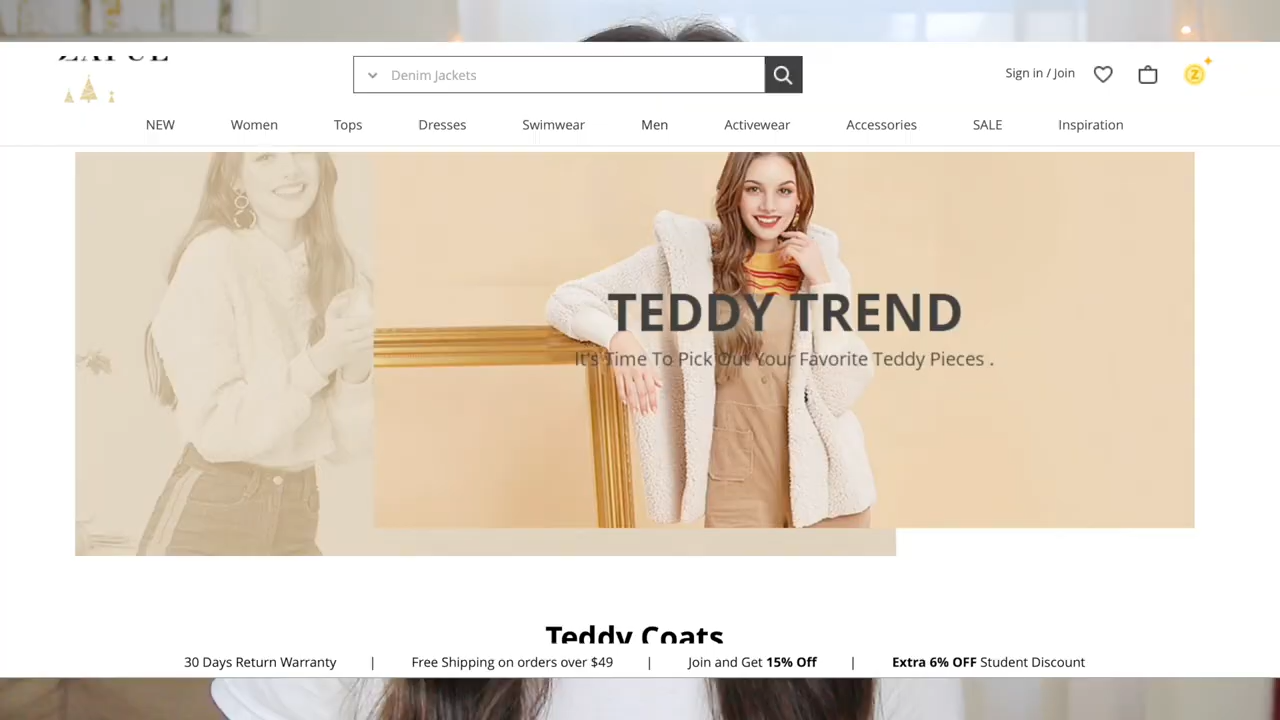 ZAFUL
Denim Jackets
Sign in / Join
Z
NEW Women Tops Dresses Swimwear Men Activewear Accessories SALE Inspiration
TEDDY TREND
It's Time To Pick Out Your Favorite Teddy Pieces .
Teddy Coats
30 Days Return Warranty | Free Shipping on orders over $49 | Join and Get 15% Off | Extra 6% OFF Student Discount